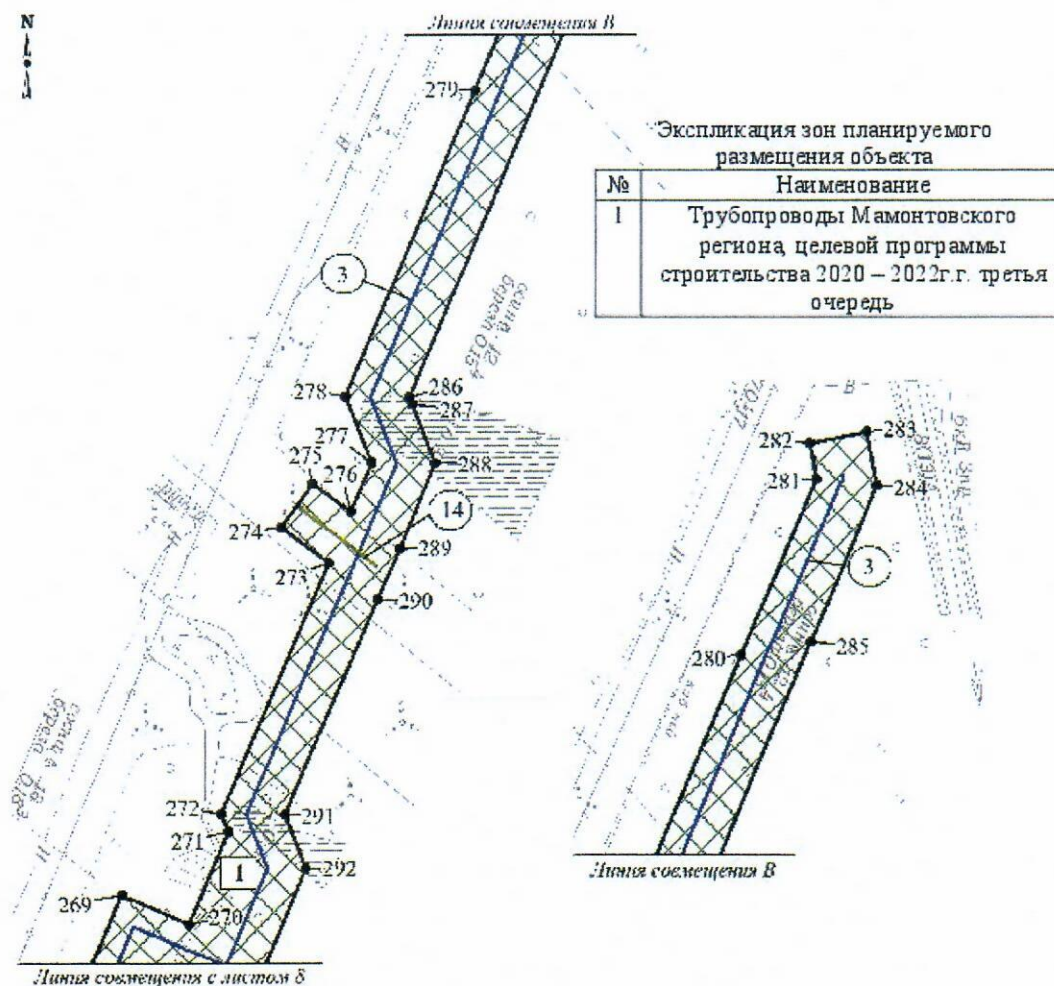 N
Линия совмещения В
279
Экспликация зон планируемого
размещения объекта
№ Наименование
1 Трубопроводы Мамонтовского
региона, целевой программы
строительства 2020 – 2022г.г. третья
очередь
3
278
286
287
277
275
276
288
14
274
289
273
290
282
283
281
284
3
280
285
Линия совмещения В
272
271
291
1
292
269
270
Линия совмещения с листом 8